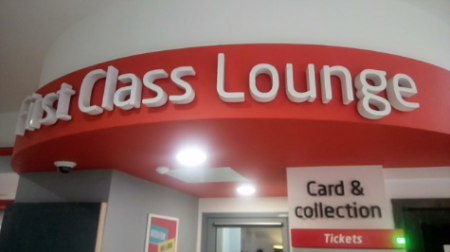 First Class Lounge
Card &
collection
Tickets